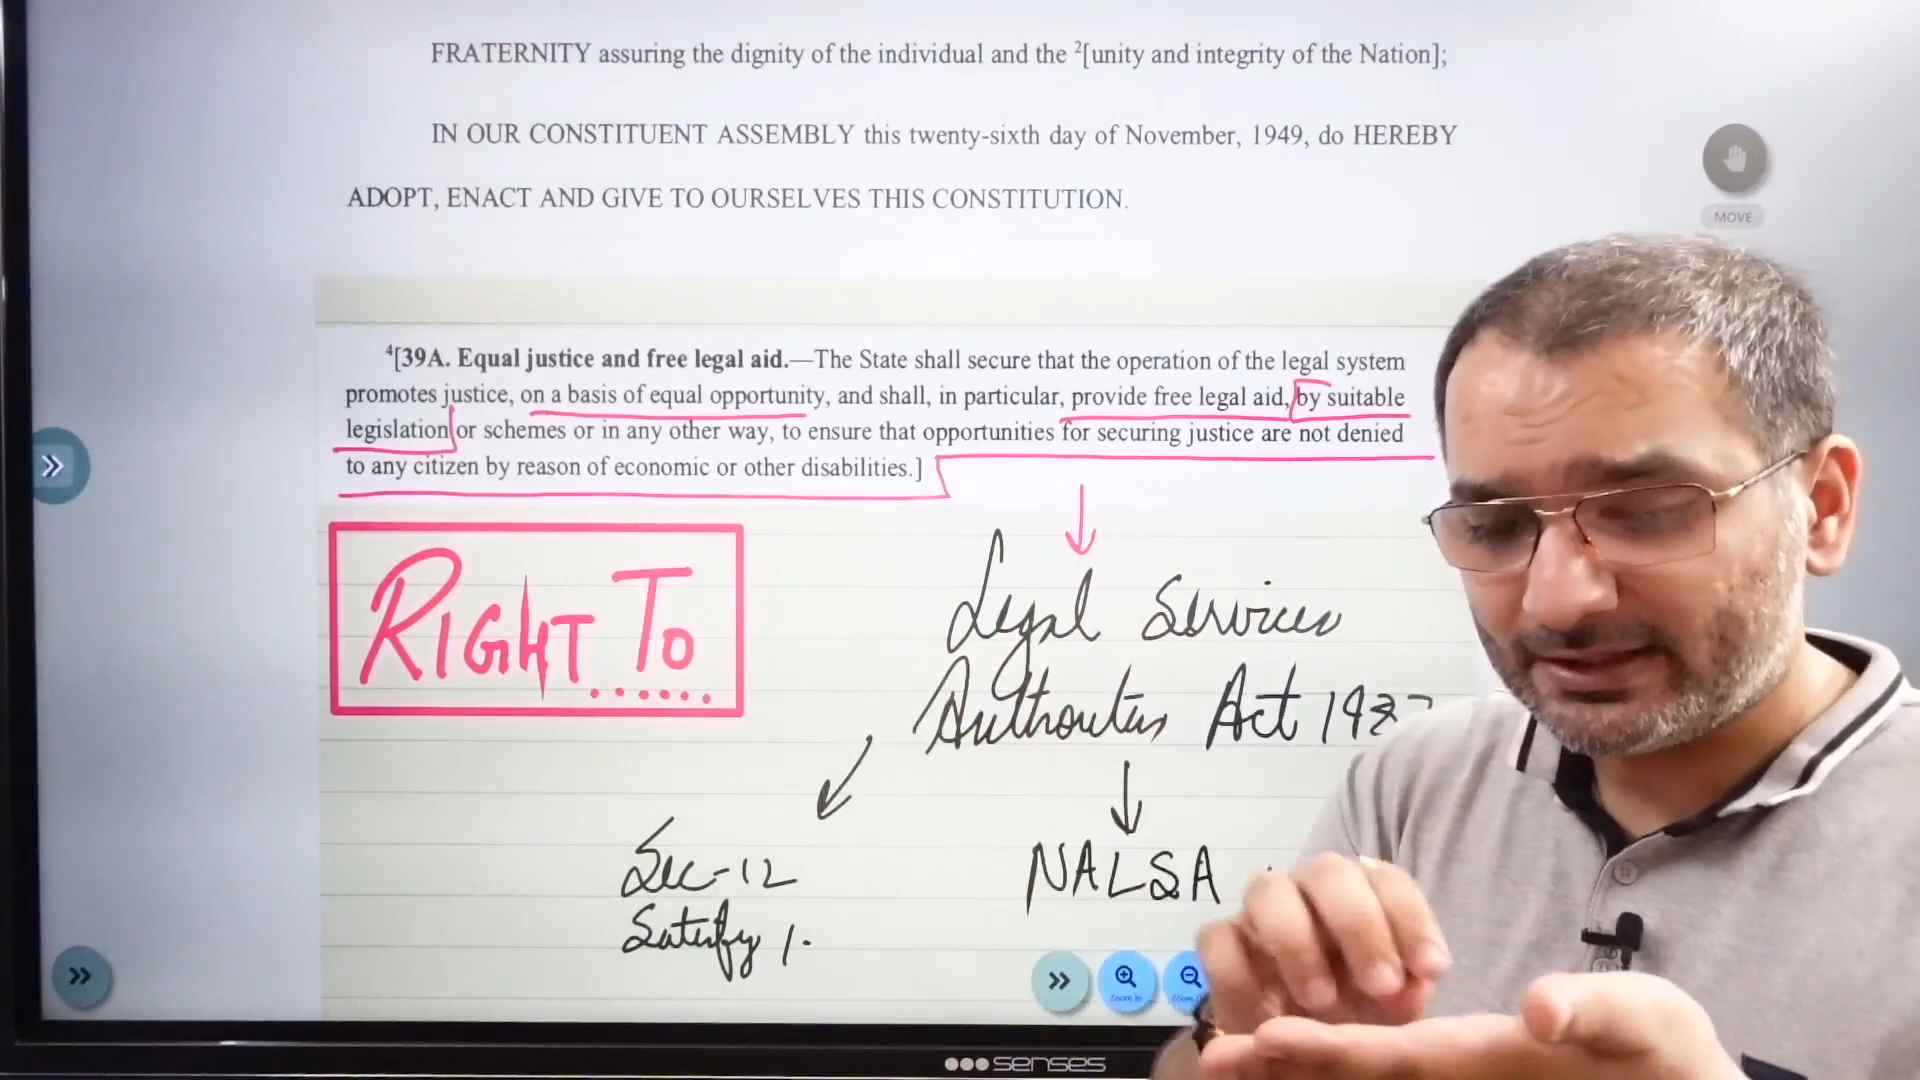 FRATERNITY assuring the dignity of the individual and the ²[unity and integrity of the Nation];
IN OUR CONSTITUENT ASSEMBLY this twenty-sixth day of November, 1949, do HEREBY
ADOPT, ENACT AND GIVE TO OURSELVES THIS CONSTITUTION.
MOVE
⁴[39A. Equal justice and free legal aid.—The State shall secure that the operation of the legal system
promotes justice, on a basis of equal opportunity, and shall, in particular, provide free legal aid, by suitable
legislation or schemes or in any other way, to ensure that opportunities for securing justice are not denied
to any citizen by reason of economic or other disabilities.]
RIGHT TO ......
Legal Services
Authorities Act
Sec-12
Satisfy
NALSA
Zoom In
senses